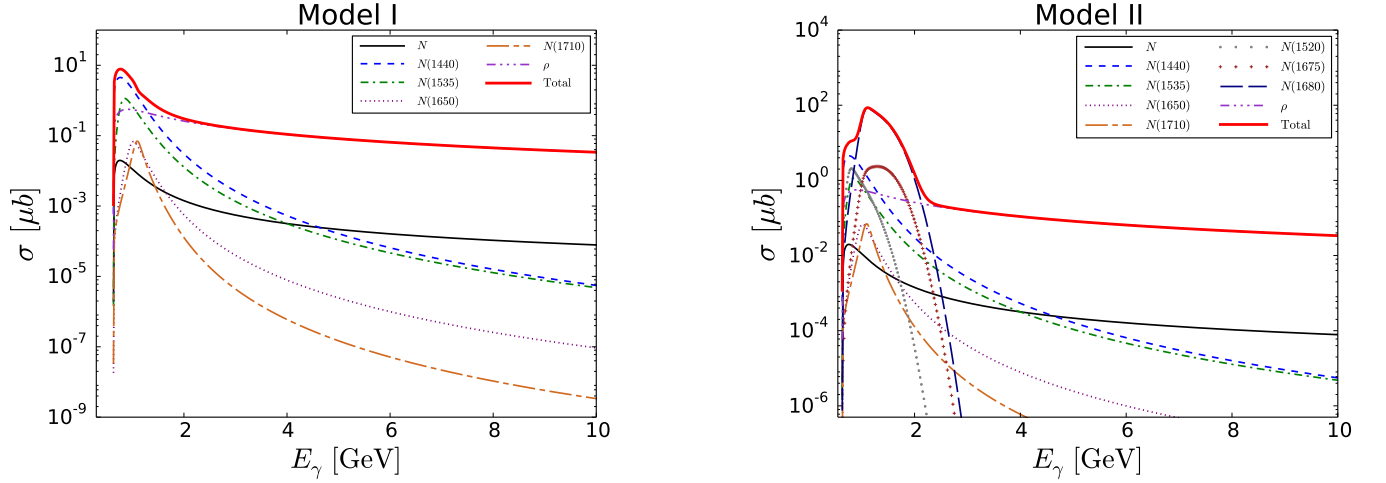 Model I
σ [μb]
10^1
10^-1
10^-3
10^-5
10^-7
10^-9
N
N(1440)
N(1535)
N(1650)
N(1710)
ρ
Total
2 4 6 8 10
E_γ [GeV]
Model II
σ [μb]
10^4
10^2
10^0
10^-2
10^-4
10^-6
N
N(1440)
N(1535)
N(1650)
N(1710)
N(1520)
N(1675)
N(1680)
ρ
Total
2 4 6 8 10
E_γ [GeV]